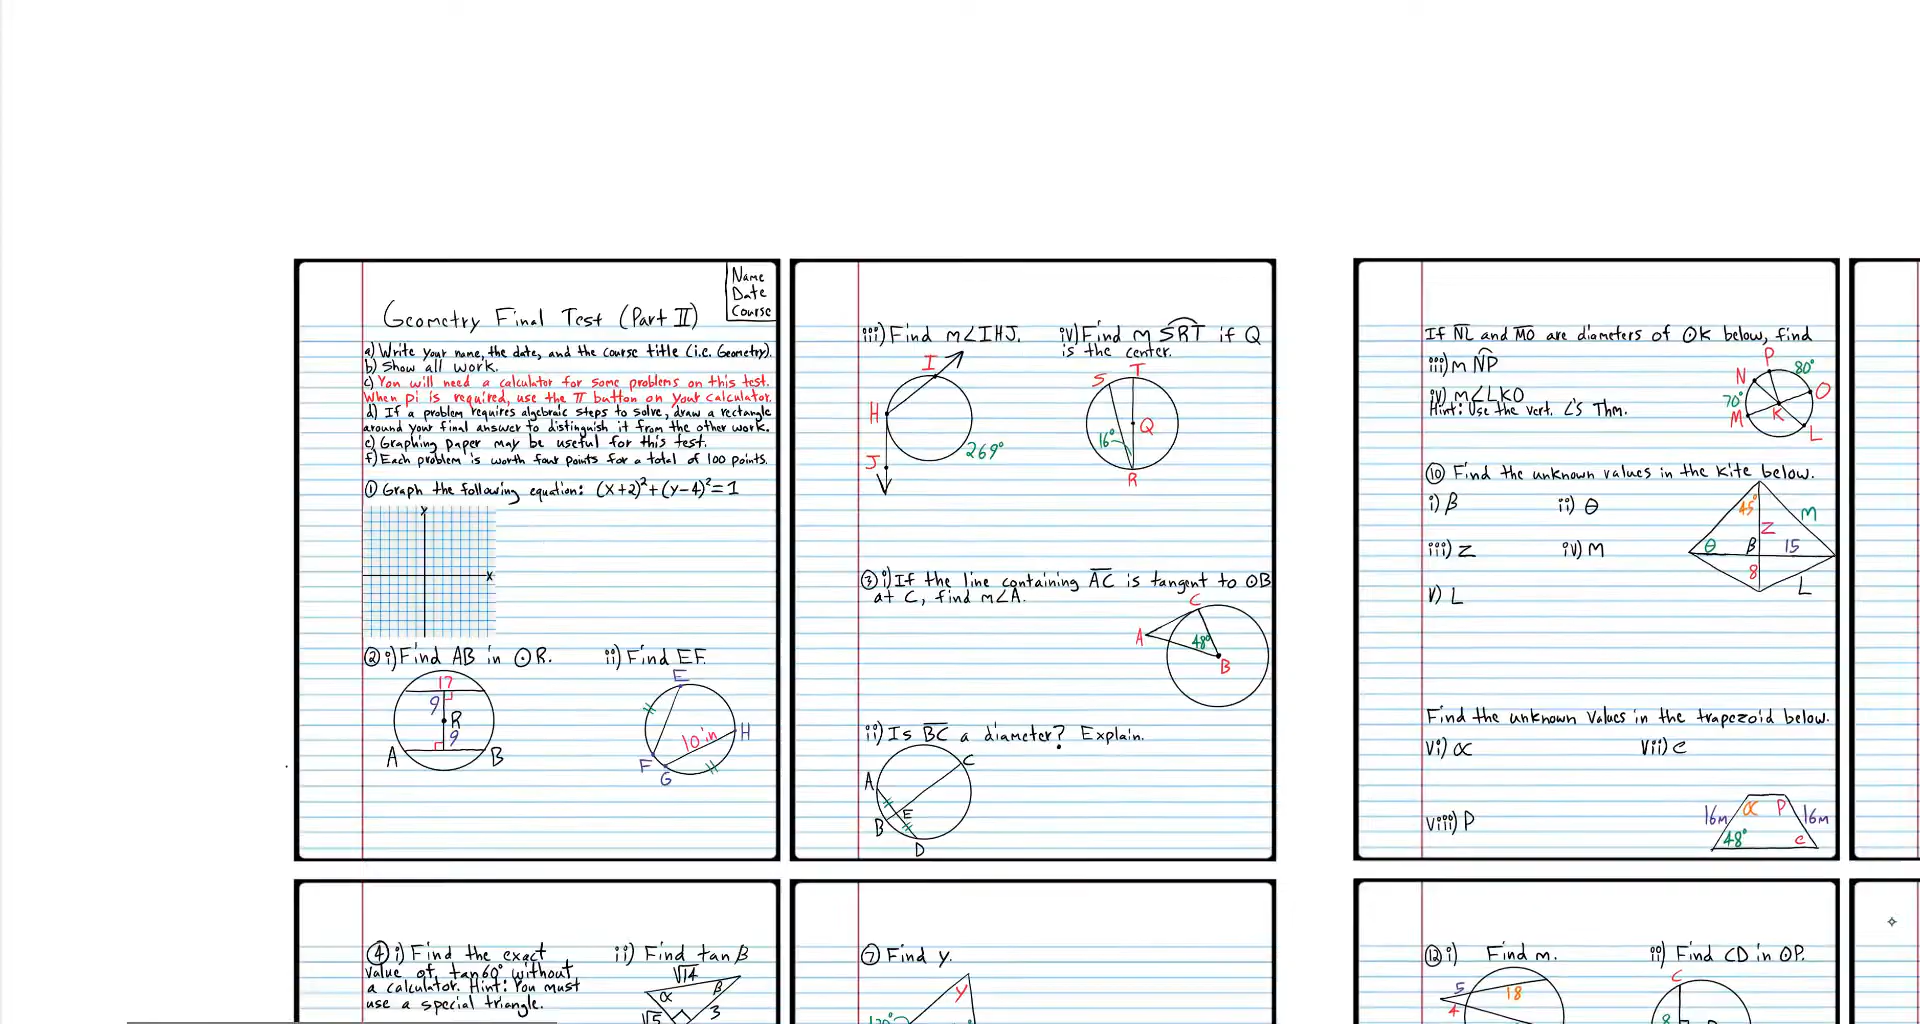 Name
Date
Course
Geometry Final Test (Part II)
a) Write your name, the date, and the course title (i.e. Geometry).
b) Show all work.
c) You will need a calculator for some problems on this test.
When pi is required, use the π button on your calculator.
d) If a problem requires algebraic steps to solve, draw a rectangle
around your final answer to distinguish it from the other work.
e) Graphing paper may be useful for this test.
f) Each problem is worth four points for a total of 100 points.
① Graph the following equation: (x+2)²+(y-4)²=1
y
x
② i) Find AB in ⊙R.
17
9
R
9
A
B
ii) Find EF.
E
10 in
H
F
G
iii) Find m∠IHJ.
I
H
J
269°
iv) Find m SRT if Q
is the center.
S
T
Q
16°
R
③ i) If the line containing AC is tangent to ⊙B
at C, find m∠A.
C
A
48°
B
ii) Is BC a diameter? Explain.
A
C
E
B
D
If NL and MO are diameters of ⊙K below, find
iii) m NP
iv) m∠LKO
Hint: Use the vert. ∠'s Thm.
P
80°
N
O
70°
M
K
L
⑩ Find the unknown values in the kite below.
i) β
ii) θ
iii) z
iv) M
v) L
45°
M
z
θ
β
15
8
L
Find the unknown values in the trapezoid below.
vi) α
vii) e
viii) P
16m
α
P
16m
48°
e
④ i) Find the exact
value of tan60° without
a calculator. Hint: You must
use a special triangle.
ii) Find tan β
√14
α
β
√5
3
⑦ Find y.
y
⑫ i) Find m.
5
18
4
ii) Find CD in ⊙P.
C
8